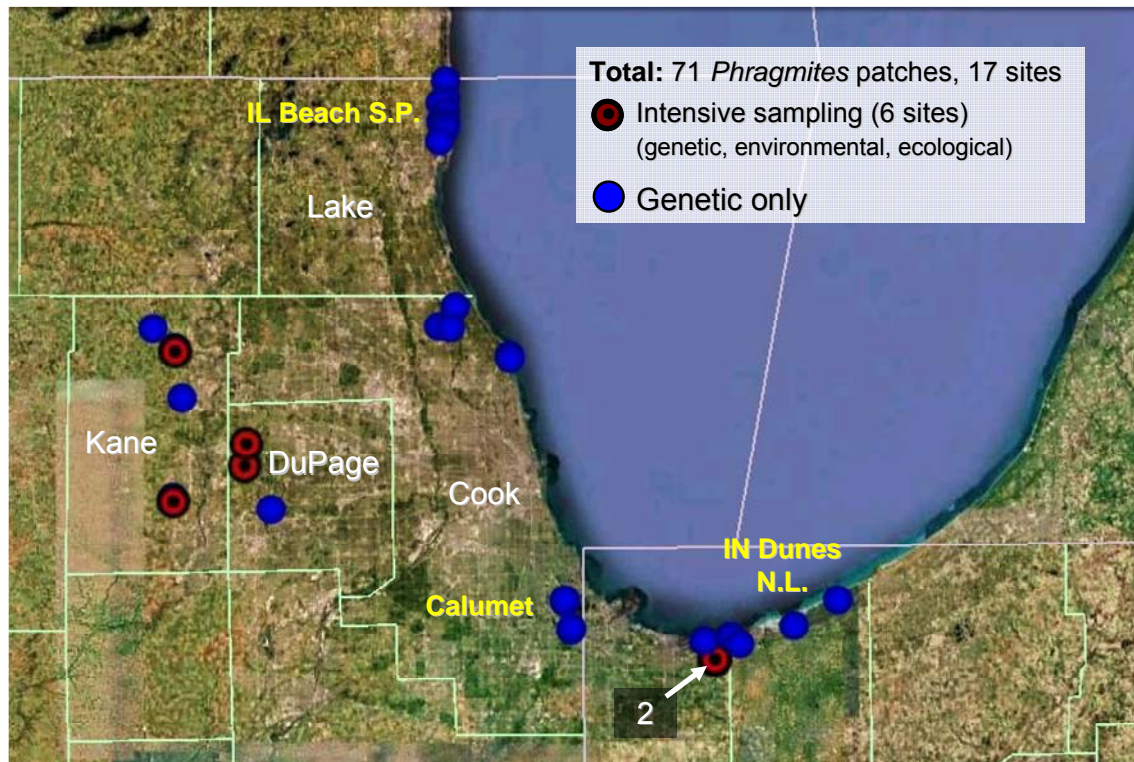 Total: 71 Phragmites patches, 17 sites
Intensive sampling (6 sites)
(genetic, environmental, ecological)
Genetic only
IL Beach S.P.
Lake
Kane
DuPage
Cook
IN Dunes
N.L.
Calumet
2